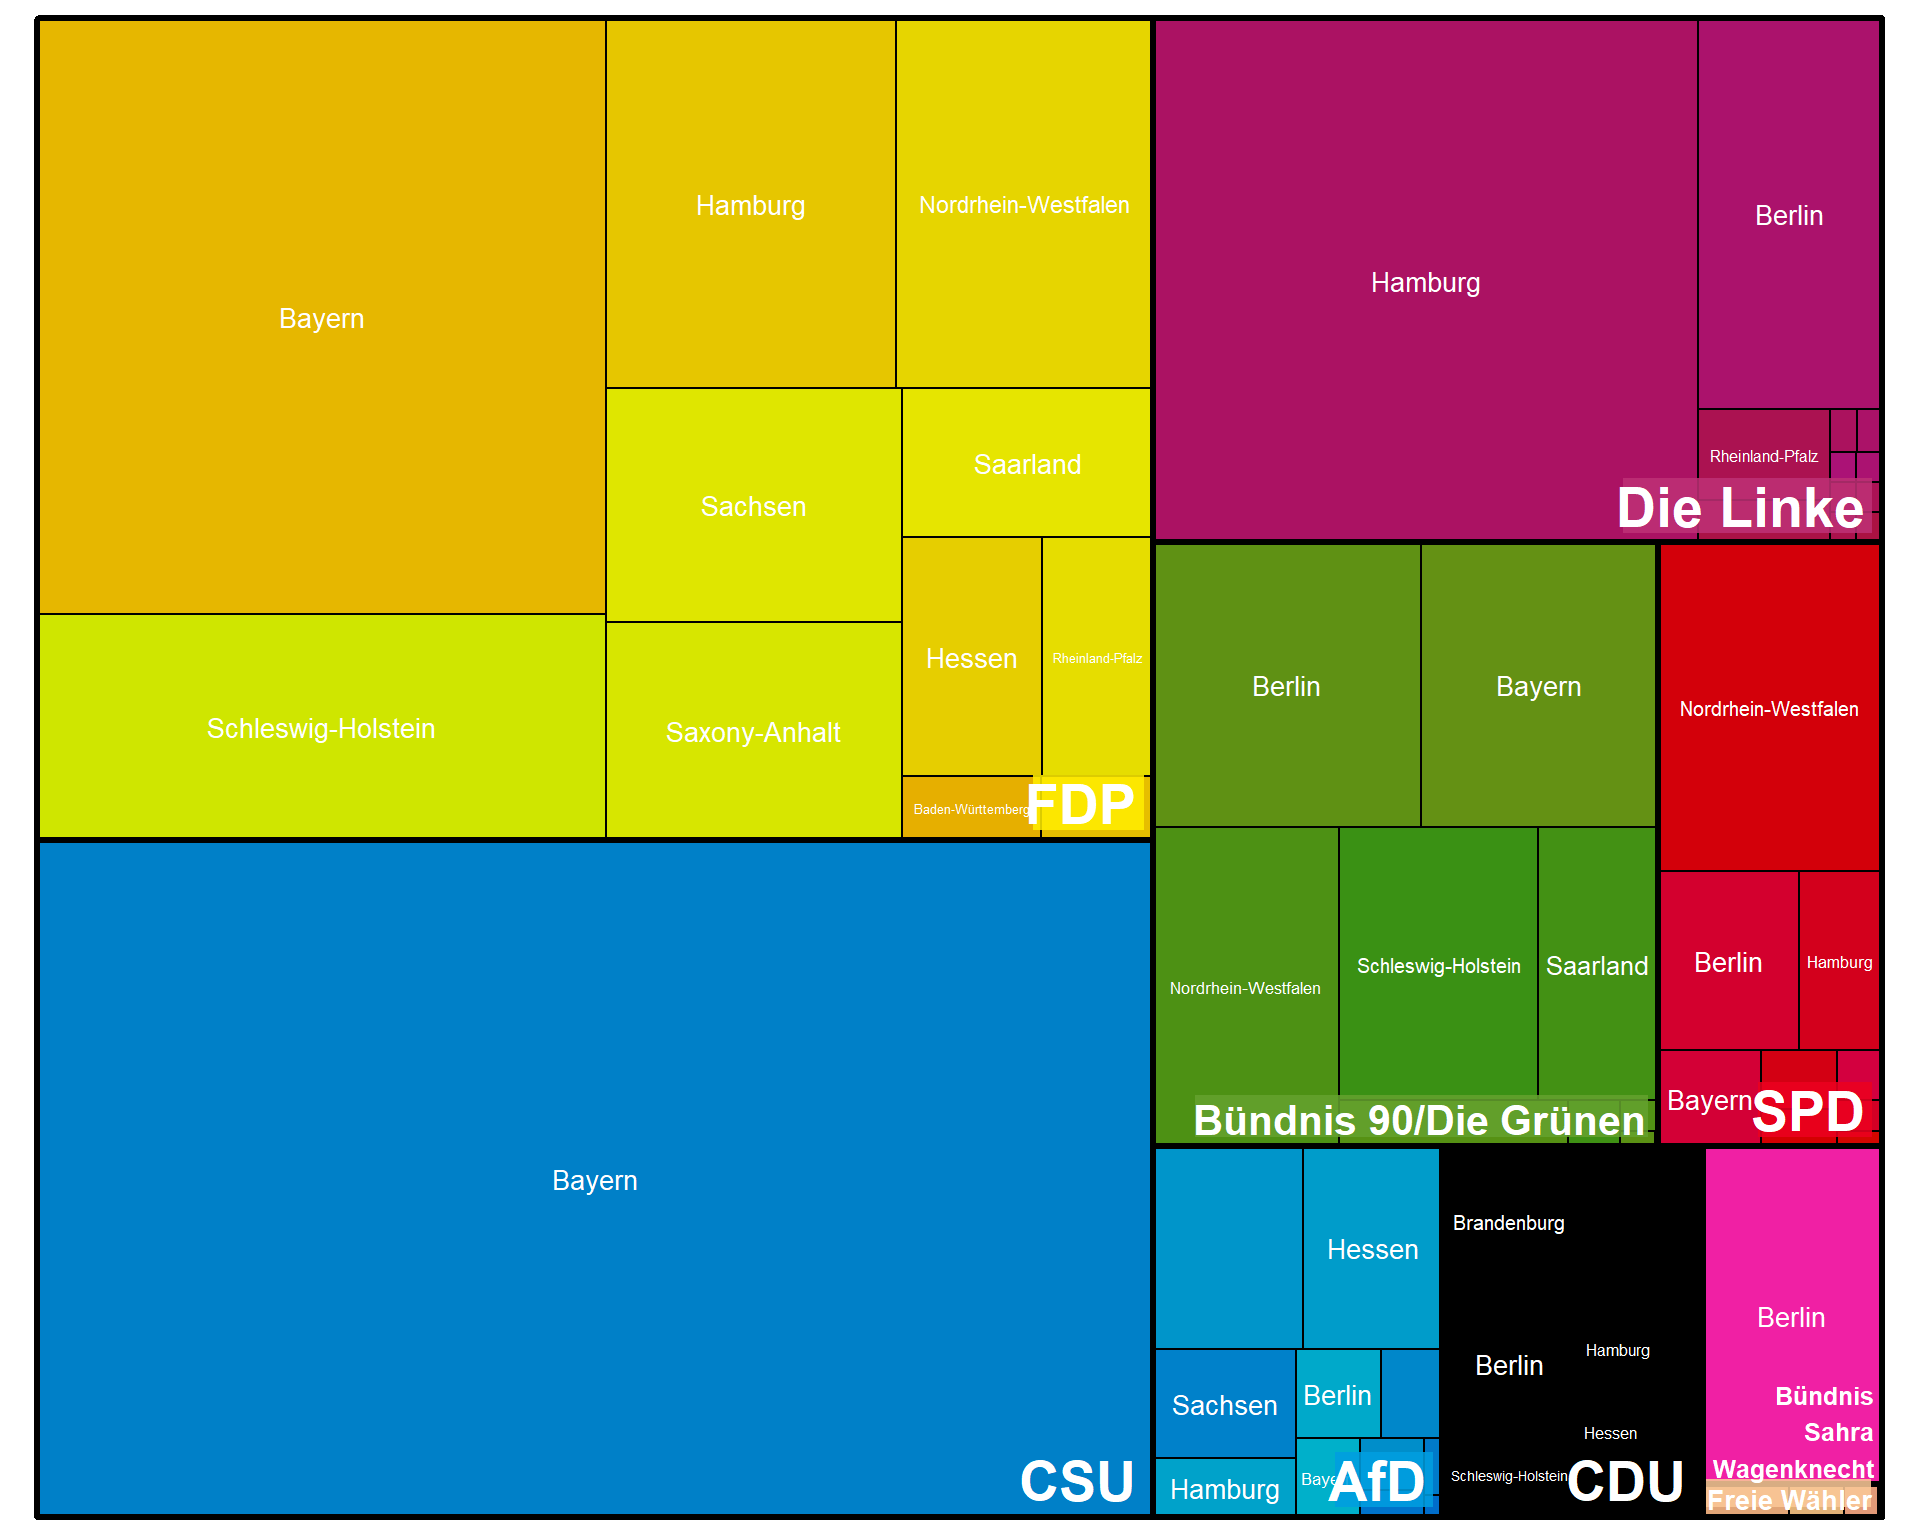 Bayern
Hamburg
Nordrhein-Westfalen
Schleswig-Holstein
Sachsen
Saarland
Saxony-Anhalt
Hessen
Rheinland-Pfalz
Baden-Württemberg
FDP
Bayern
CSU
Hamburg
Berlin
Rheinland-Pfalz
Die Linke
Berlin
Bayern
Nordrhein-Westfalen
Schleswig-Holstein
Saarland
Bündnis 90/Die Grünen
Nordrhein-Westfalen
Berlin
Hamburg
Bayern
SPD
Hessen
Sachsen
Berlin
Hamburg
Baye
AfD
Brandenburg
Berlin
Hamburg
Hessen
Schleswig-Holstein
CDU
Berlin
Bündnis
Sahra
Wagenknecht
Freie Wähler